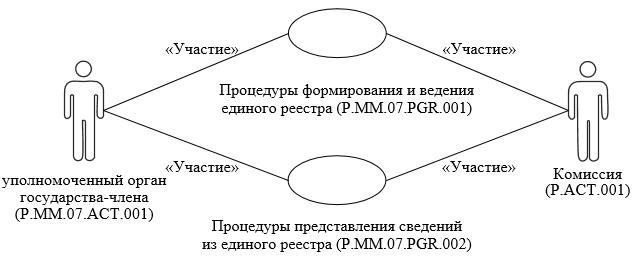 «Участие»
«Участие»
Процедуры формирования и ведения
единого реестра (P.MM.07.PGR.001)
«Участие»
«Участие»
уполномоченный орган
государства-члена
(P.MM.07.ACT.001)
Комиссия
(P.ACT.001)
Процедуры представления сведений
из единого реестра (P.MM.07.PGR.002)